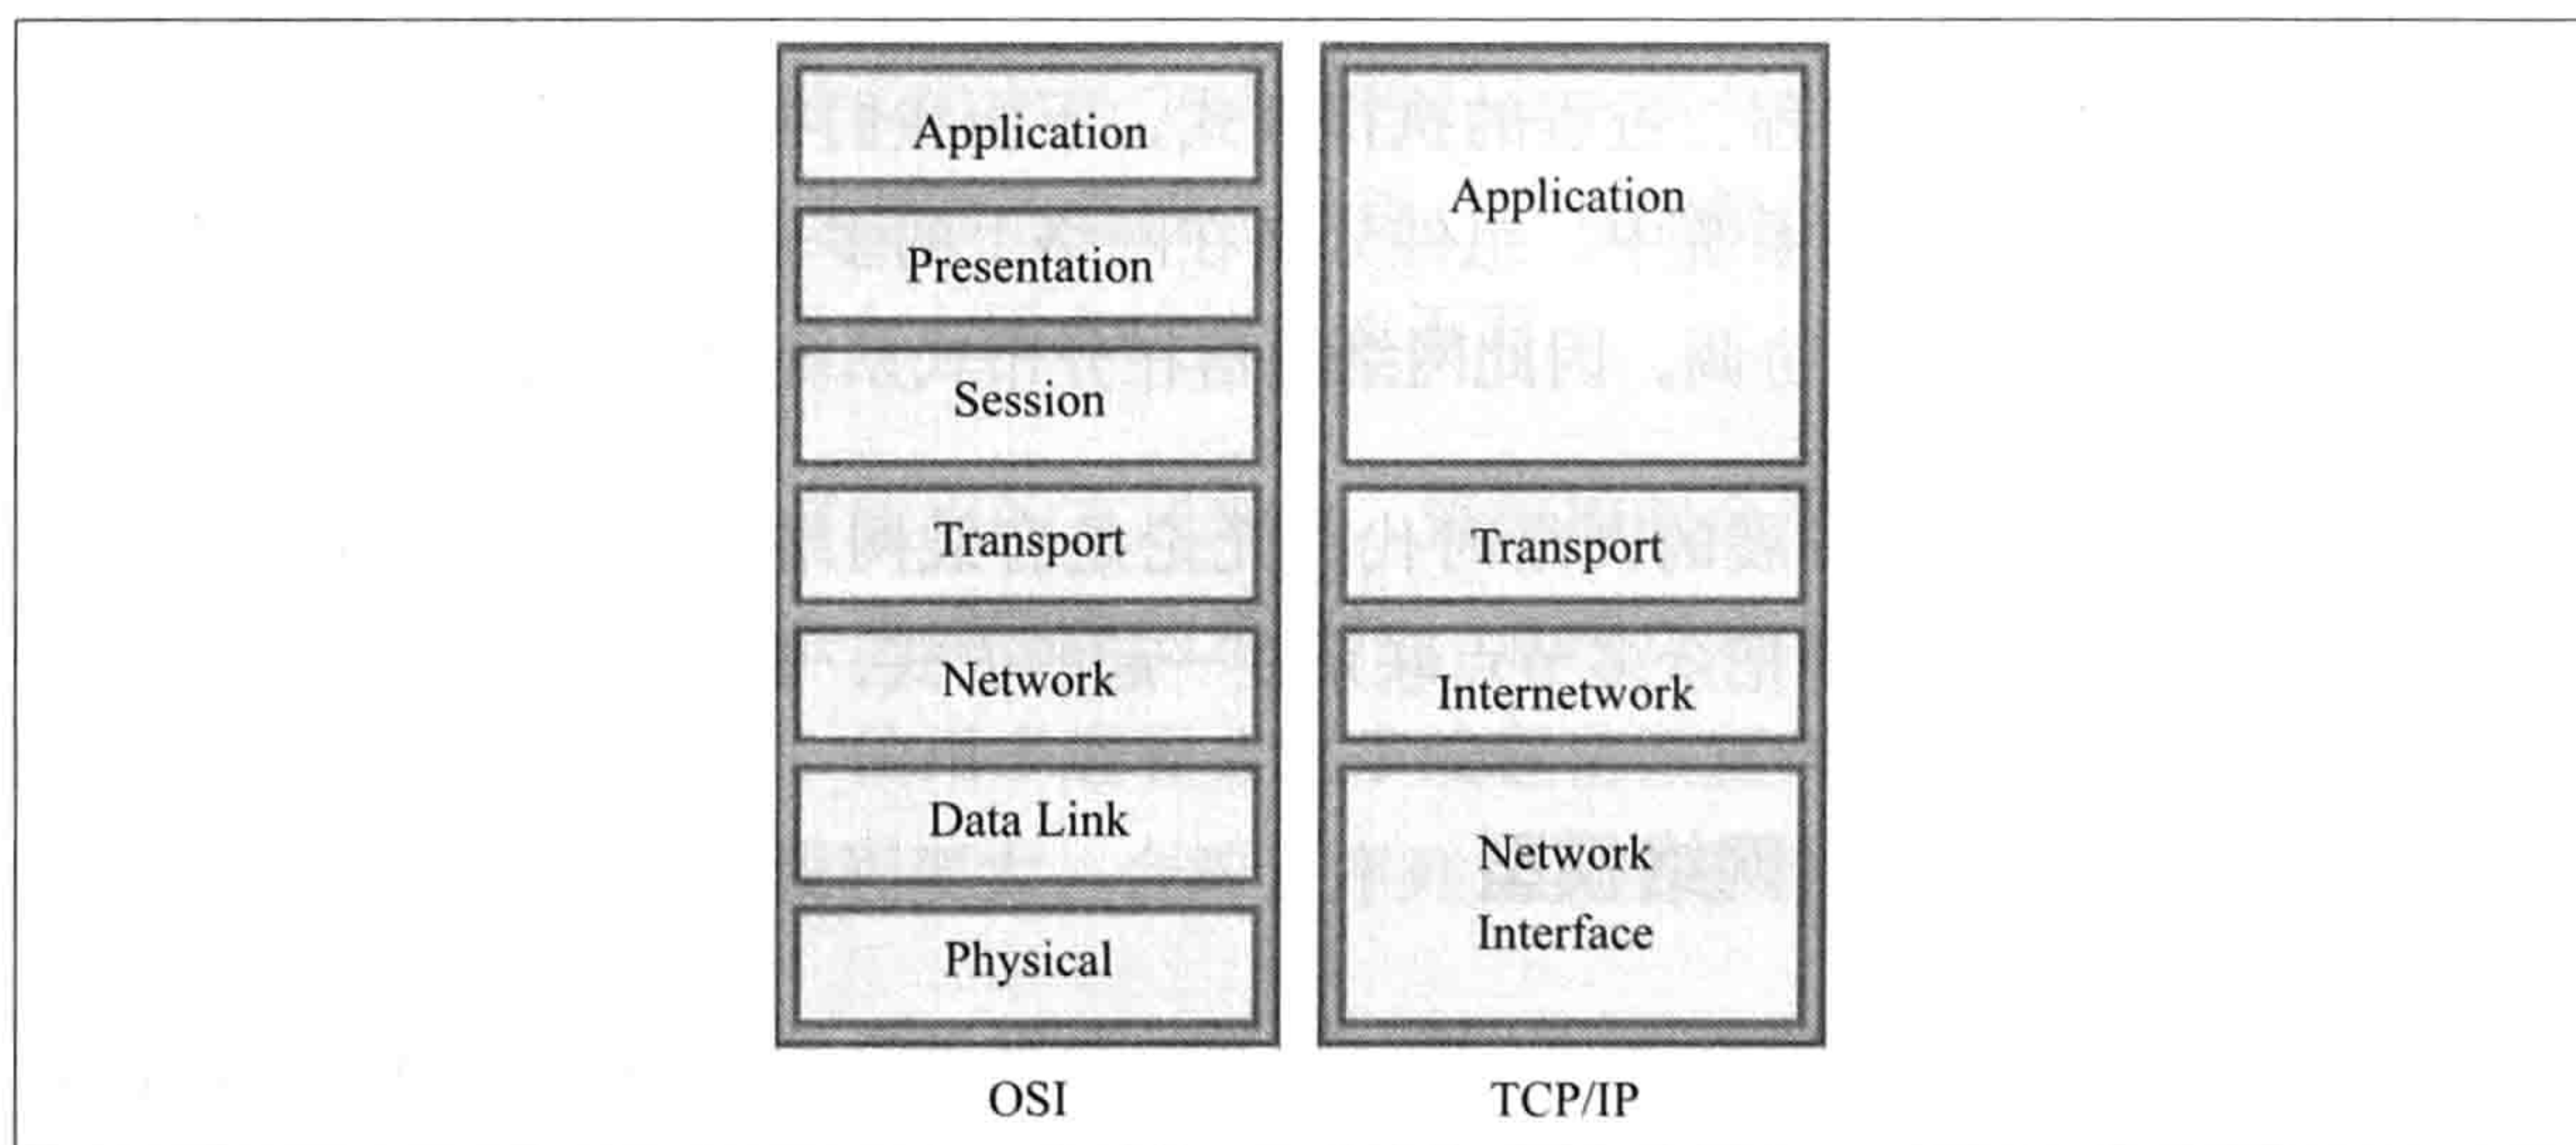 Application
Presentation
Session
Transport
Network
Data Link
Physical
OSI
Application
Transport
Internetwork
Network
Interface
TCP/IP